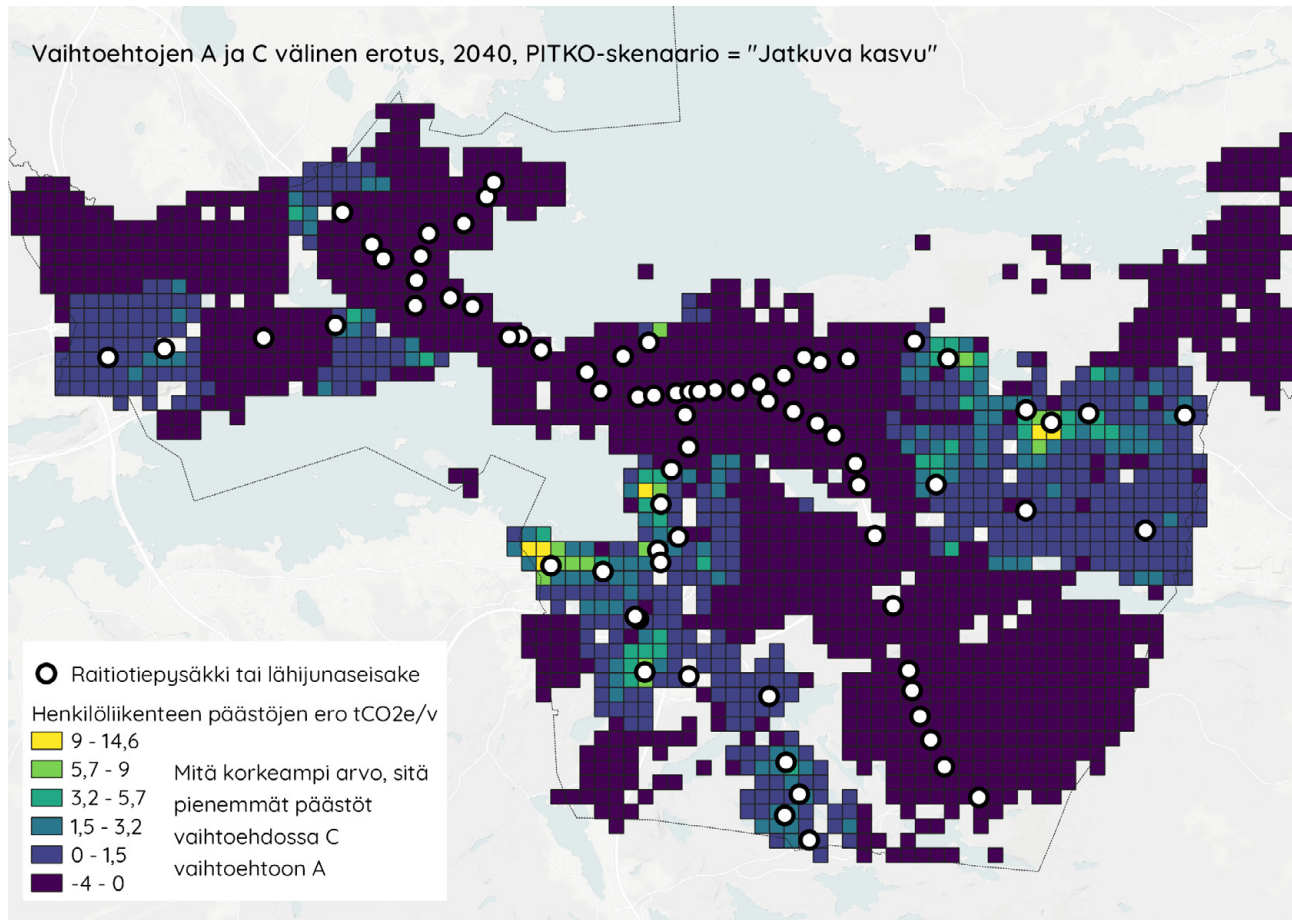 Vaihtoehtojen A ja C välinen erotus, 2040, PITKO-skenaario = "Jatkuva kasvu"
Raitiotiepysäkki tai lähijunaseisake
Henkilöliikenteen päästöjen ero tCO2e/v
9 - 14,6
5,7 - 9
3,2 - 5,7
1,5 - 3,2
0 - 1,5
-4 - 0
Mitä korkeampi arvo, sitä
pienemmät päästöt
vaihtoehdossa C
vaihtoehtoon A